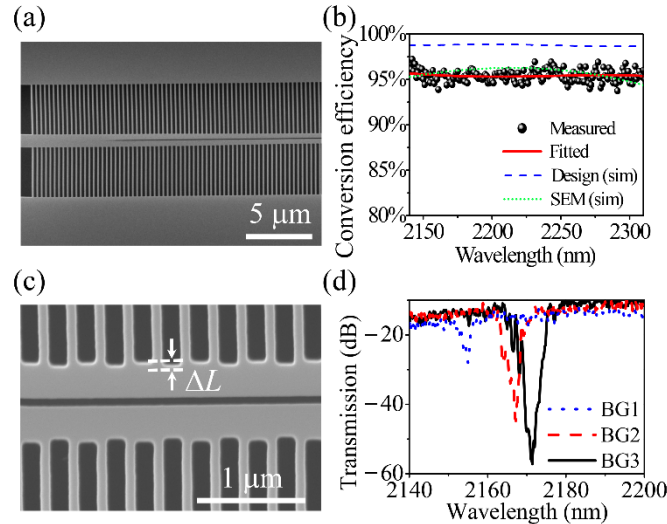 (a)
5 μm
(b)
Conversion efficiency
100%
95%
90%
85%
80%
Measured
Fitted
Design (sim)
SEM (sim)
2150
2200
2250
2300
Wavelength (nm)
(c)
ΔL
1 μm
(d)
Transmission (dB)
−20
−40
−60
BG1
BG2
BG3
2140
2160
2180
2200
Wavelength (nm)